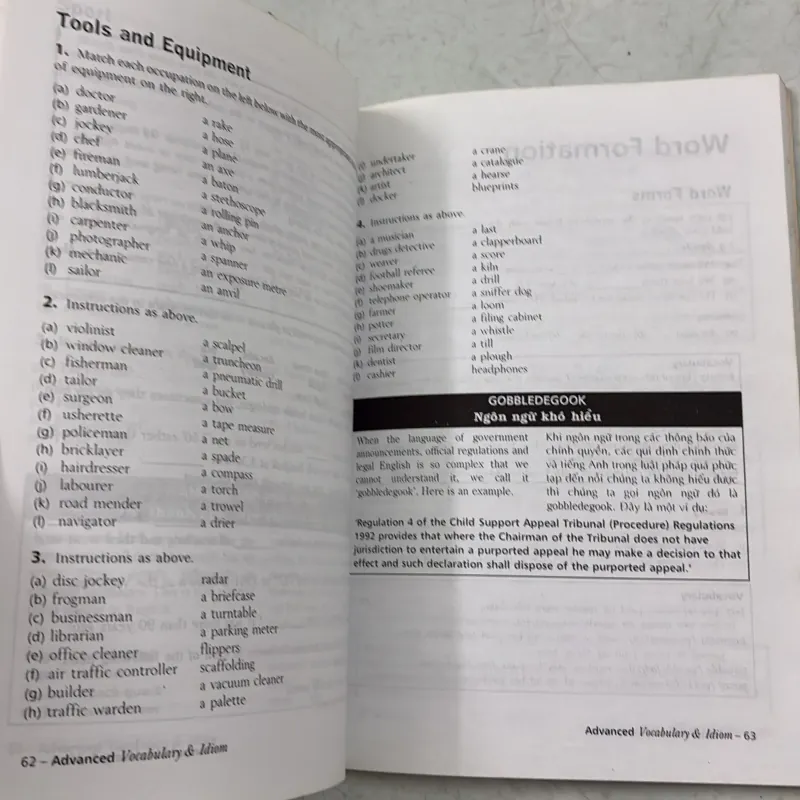 Tools and Equipment
1. Match each occupation on the left below with the most
of equipment on the right.
(a) doctor a rake
(b) gardener a hose
(c) jockey a plane
(d) chef an axe
(e) fireman a baton
(f) lumberjack a stethoscope
(g) conductor a rolling pin
(h) blacksmith an anchor
(i) carpenter a whip
(j) photographer a spanner
(k) mechanic an exposure metre
(l) sailor an anvil
2. Instructions as above.
(a) violinist a scalpel
(b) window cleaner a truncheon
(c) fisherman a pneumatic drill
(d) tailor a bucket
(e) surgeon a bow
(f) usherette a tape measure
(g) policeman a net
(h) bricklayer a spade
(i) hairdresser a compass
(j) labourer a torch
(k) road mender a trowel
(l) navigator a drier
3. Instructions as above.
(a) disc jockey radar
(b) frogman a briefcase
(c) businessman a turntable
(d) librarian a parking meter
(e) office cleaner flippers
(f) air traffic controller scaffolding
(g) builder a vacuum cleaner
(h) traffic warden a palette
62 – Advanced Vocabulary & Idiom
(i) undertaker a crane
(j) architect a catalogue
(k) artist a hearse
(l) docker blueprints
4. Instructions as above.
(a) a musician a last
(b) drugs detective a clapperboard
(c) weaver a score
(d) football referee a kiln
(e) shoemaker a drill
(f) telephone operator a sniffer dog
(g) farmer a loom
(h) potter a filing cabinet
(i) secretary a whistle
(j) film director a till
(k) dentist a plough
(l) cashier headphones
GOBBLEDEGOOK
Ngôn ngữ khó hiểu
When the language of government
announcements, official regulations and
legal English is so complex that we
cannot understand it, we call it
'gobbledegook'. Here is an example.
Khi ngôn ngữ trong các thông báo của
chính quyền, các qui định chính thức
và tiếng Anh trong luật pháp quá phức
tạp đến nỗi chúng ta không hiểu được
thì chúng ta gọi ngôn ngữ đó là
gobbledegook. Đây là một ví dụ:
'Regulation 4 of the Child Support Appeal Tribunal (Procedure) Regulations
1992 provides that where the Chairman of the Tribunal does not have
jurisdiction to entertain a purported appeal he may make a decision to that
effect and such declaration shall dispose of the purported appeal.'
Advanced Vocabulary & Idiom – 63